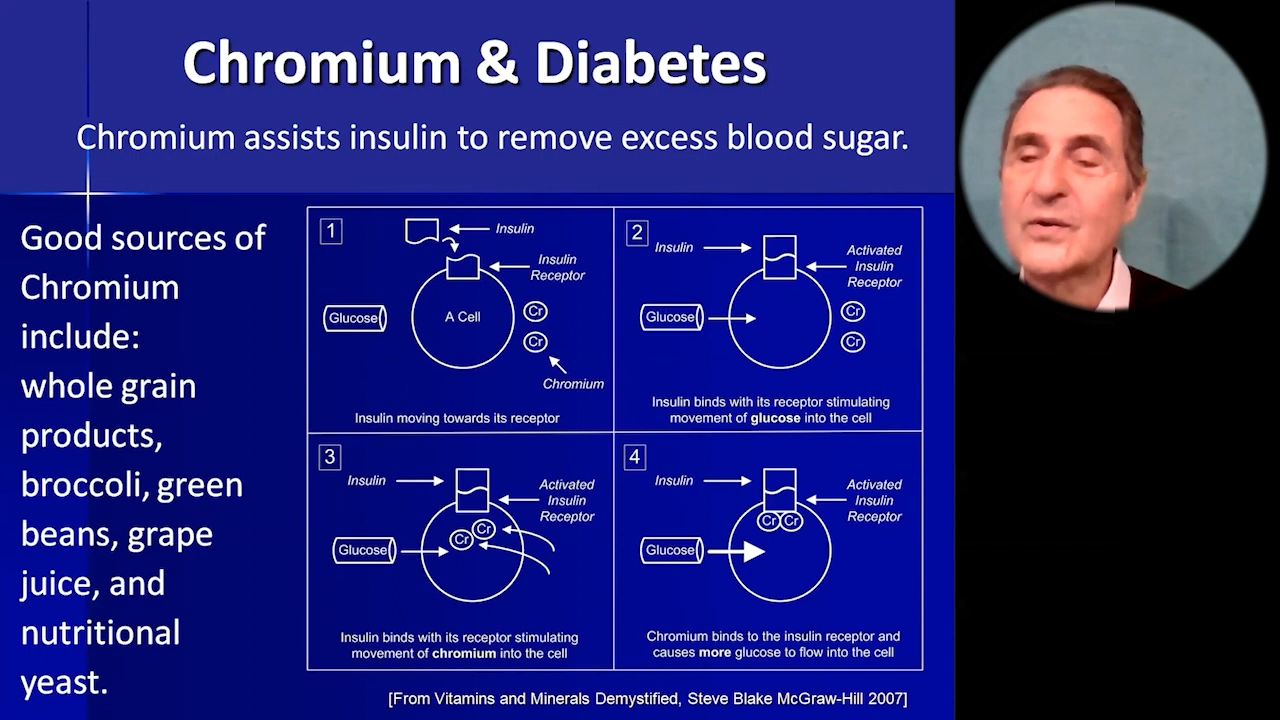 Chromium & Diabetes
Chromium assists insulin to remove excess blood sugar.
Good sources of
Chromium
include:
whole grain
products,
broccoli, green
beans, grape
juice, and
nutritional
yeast.
1
Insulin
Insulin
Receptor
Glucose
A Cell
Cr
Cr
Chromium
Insulin moving towards its receptor
2
Insulin
Activated
Insulin
Receptor
Glucose
Cr
Cr
Insulin binds with its receptor stimulating
movement of glucose into the cell
3
Insulin
Activated
Insulin
Receptor
Cr
Cr
Glucose
Insulin binds with its receptor stimulating
movement of chromium into the cell
4
Insulin
Activated
Insulin
Receptor
Cr Cr
Glucose
Chromium binds to the insulin receptor and
causes more glucose to flow into the cell
[From Vitamins and Minerals Demystified, Steve Blake McGraw-Hill 2007]